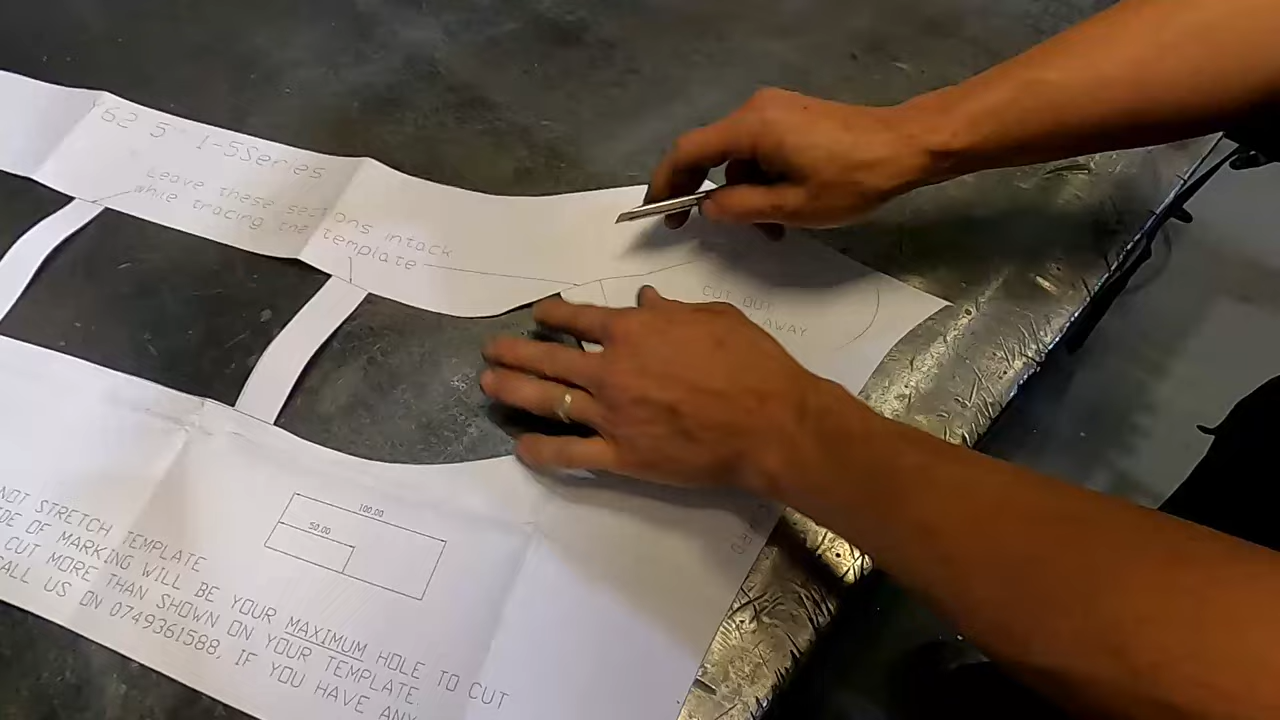 62 5" 1-5Series
Leave these sections intack
while tracing the template
CUT OUT
AWAY
100.00
50.00
NOT STRETCH TEMPLATE
DE OF MARKING WILL BE YOUR MAXIMUM HOLE TO CUT
CUT MORE THAN SHOWN ON YOUR TEMPLATE.
CALL US ON 0749361588, IF YOU HAVE ANY
RD